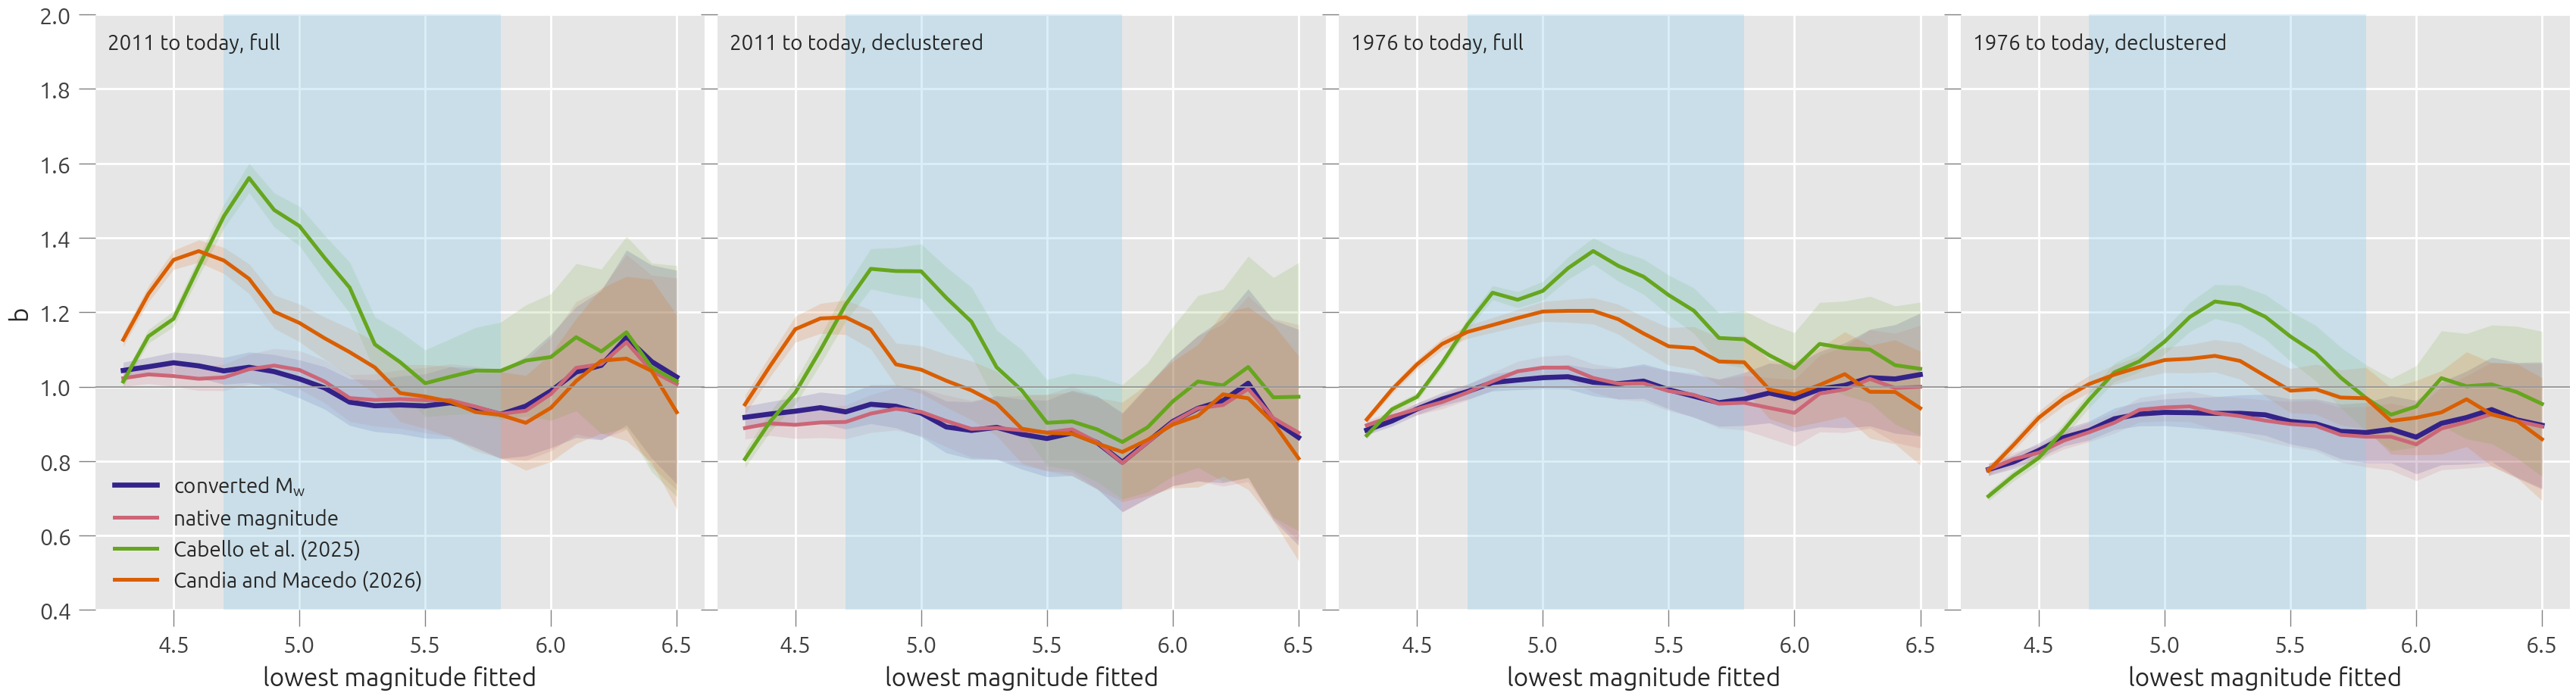 2011 to today, full
2011 to today, declustered
1976 to today, full
1976 to today, declustered
2.0
1.8
1.6
1.4
1.2
1.0
0.8
0.6
0.4
b
converted Mw
native magnitude
Cabello et al. (2025)
Candia and Macedo (2026)
4.5 5.0 5.5 6.0 6.5
4.5 5.0 5.5 6.0 6.5
4.5 5.0 5.5 6.0 6.5
4.5 5.0 5.5 6.0 6.5
lowest magnitude fitted
lowest magnitude fitted
lowest magnitude fitted
lowest magnitude fitted